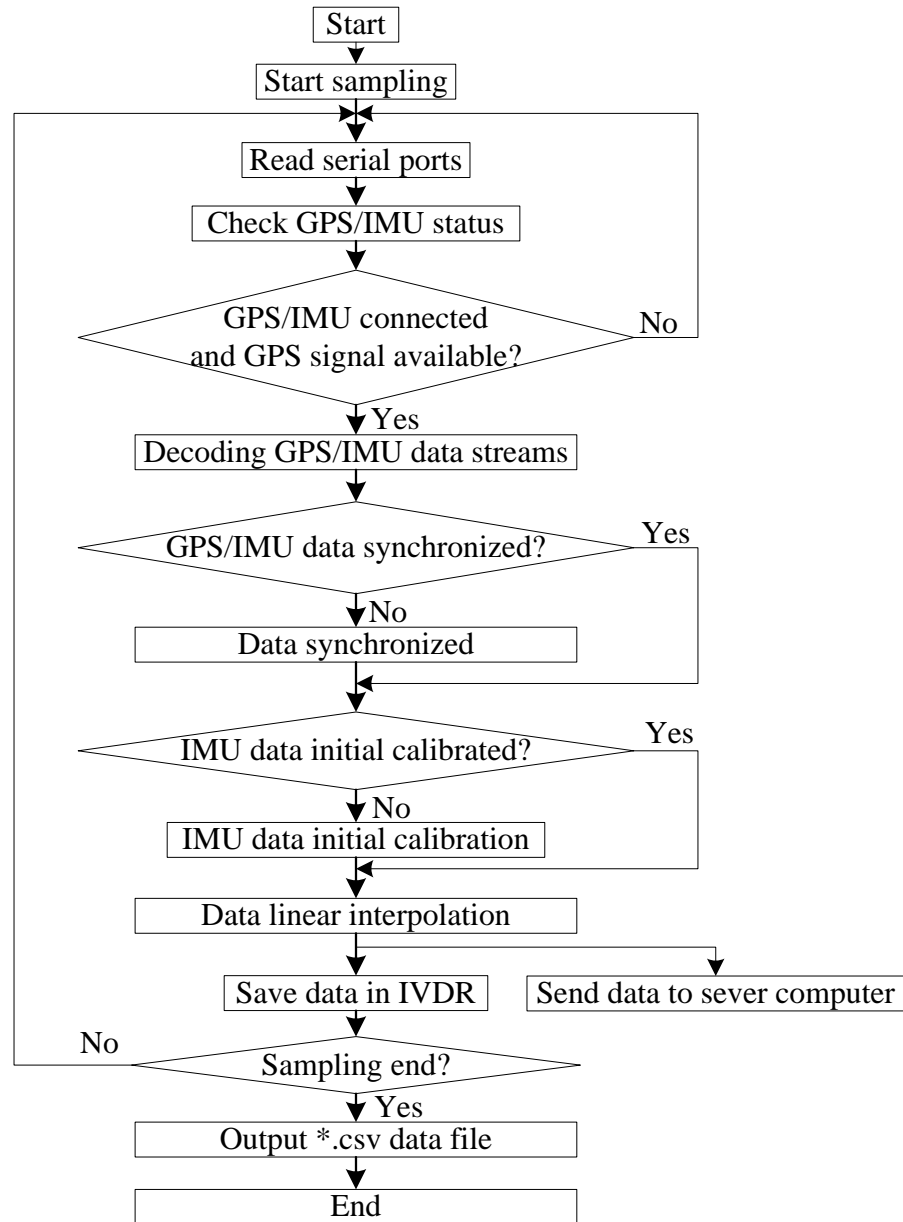 Start
Start sampling
Read serial ports
Check GPS/IMU status
GPS/IMU connected
and GPS signal available?
No
Yes
Decoding GPS/IMU data streams
GPS/IMU data synchronized?
Yes
No
Data synchronized
IMU data initial calibrated?
Yes
No
IMU data initial calibration
Data linear interpolation
Save data in IVDR
Send data to sever computer
No
Sampling end?
Yes
Output *.csv data file
End